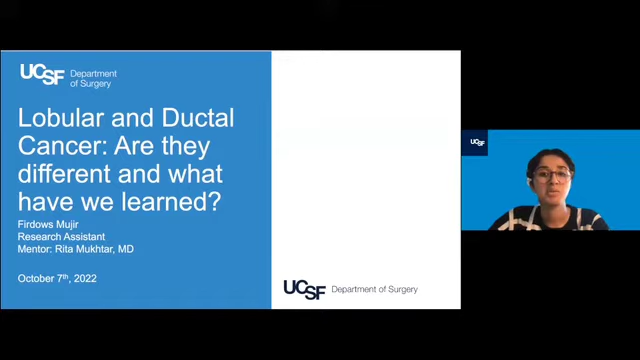 UCSF Department
of Surgery
Lobular and Ductal
Cancer: Are they
different and what
have we learned?
Firdows Mujir
Research Assistant
Mentor: Rita Mukhtar, MD
October 7th, 2022
UCSF Department of Surgery
UCSF